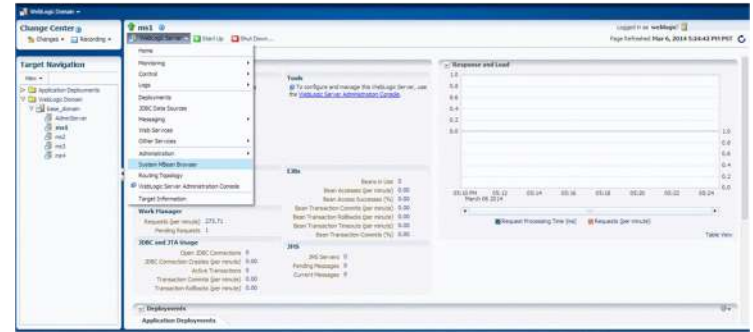 WebLogic Domain
Change Center
Changes
Recording
ms1
WebLogic Server
Start Up
Shut Down...
Logged in as weblogic
Page Refreshed Mar 6, 2014 5:24:43 PM PST
Target Navigation
View
Application Deployments
WebLogic Domain
base_domain
AdminServer
ms1
ms2
ms3
ms4
Home
Monitoring
Control
Logs
Deployments
JDBC Data Sources
Messaging
Web Services
Other Services
Administration
System MBean Browser
Routing Topology
WebLogic Server Administration Console
Target Information
Tools
To configure and manage this WebLogic Server, use
the WebLogic Server Administration Console.
Work Manager
Requests (per minute) 275.71
Pending Requests 1
JDBC and JTA Usage
Open JDBC Connections 0
JDBC Connection Creates (per minute) 0.00
Active Transactions 0
Transaction Commits (per minute) 0.00
Transaction Rollbacks (per minute) 0.00
EJBs
Beans in Use 0
Bean Accesses (per minute) 0.00
Bean Access Successes (%) 0.00
Bean Transaction Commits (per minute) 0.00
Bean Transaction Rollbacks (per minute) 0.00
Bean Transaction Timeouts (per minute) 0.00
Bean Transaction Commits (%) 0.00
JMS
JMS Servers 0
Pending Messages 0
Current Messages 0
Response and Load
1.0
0.8
0.6
0.4
0.2
0.0
1.0
0.8
0.6
0.4
0.2
0.0
05:10 PM 05:12 05:14 05:16 05:18 05:20 05:22 05:24
March 06 2014
Request Processing Time (ms)
Requests (per minute)
Table View
Deployments
Application Deployments